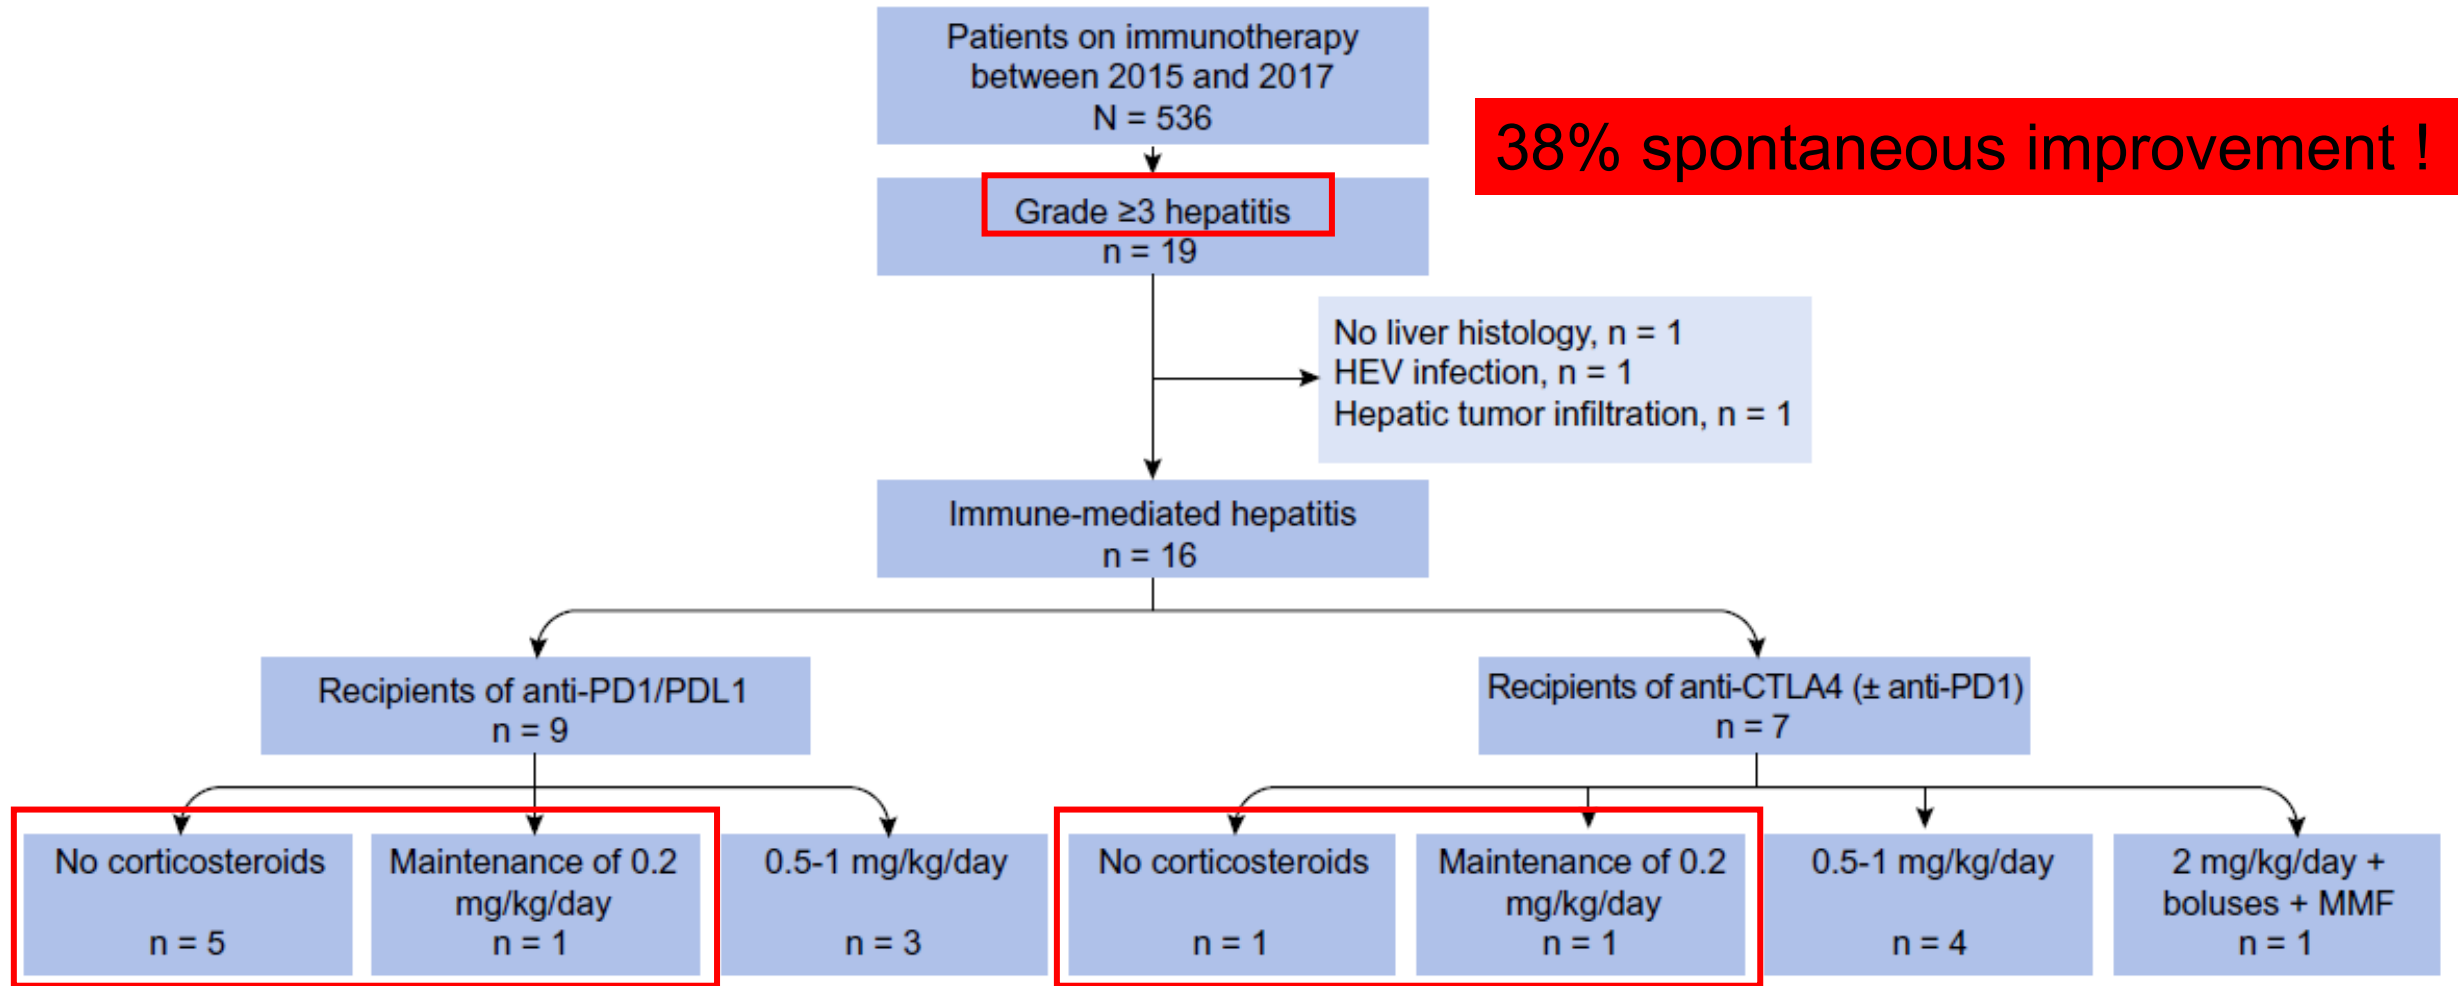 Patients on immunotherapy
between 2015 and 2017
N = 536
38% spontaneous improvement !
Grade ≥3 hepatitis
n = 19
No liver histology, n = 1
HEV infection, n = 1
Hepatic tumor infiltration, n = 1
Immune-mediated hepatitis
n = 16
Recipients of anti-PD1/PDL1
n = 9
Recipients of anti-CTLA4 (± anti-PD1)
n = 7
No corticosteroids
n = 5
Maintenance of 0.2
mg/kg/day
n = 1
0.5-1 mg/kg/day
n = 3
No corticosteroids
n = 1
Maintenance of 0.2
mg/kg/day
n = 1
0.5-1 mg/kg/day
n = 4
2 mg/kg/day +
boluses + MMF
n = 1